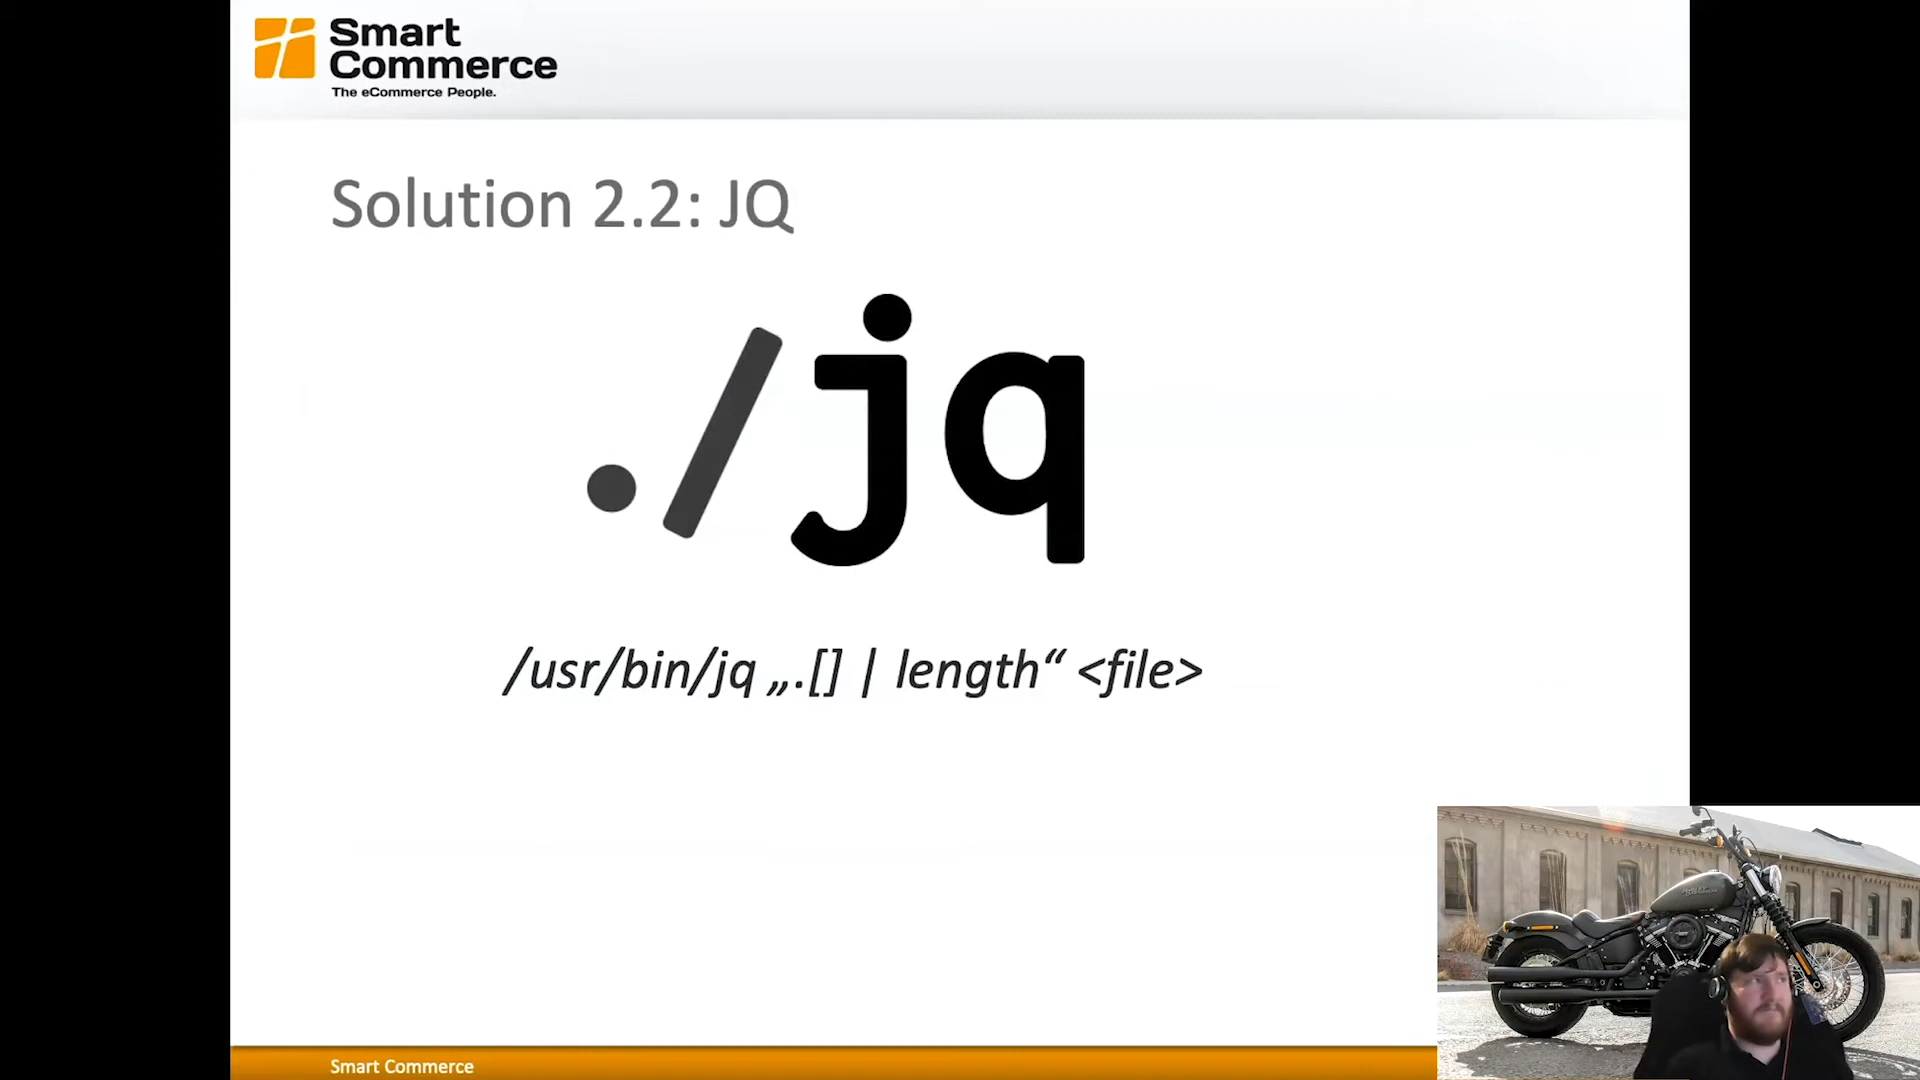 Smart
Commerce
The eCommerce People.
Solution 2.2: JQ
./jq
/usr/bin/jq „.[] | length“ <file>
Smart Commerce